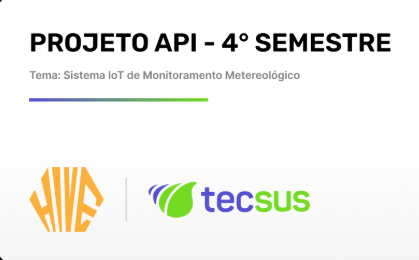 PROJETO API - 4° SEMESTRE
Tema: Sistema IoT de Monitoramento Metereológico
HIVE
tecsus